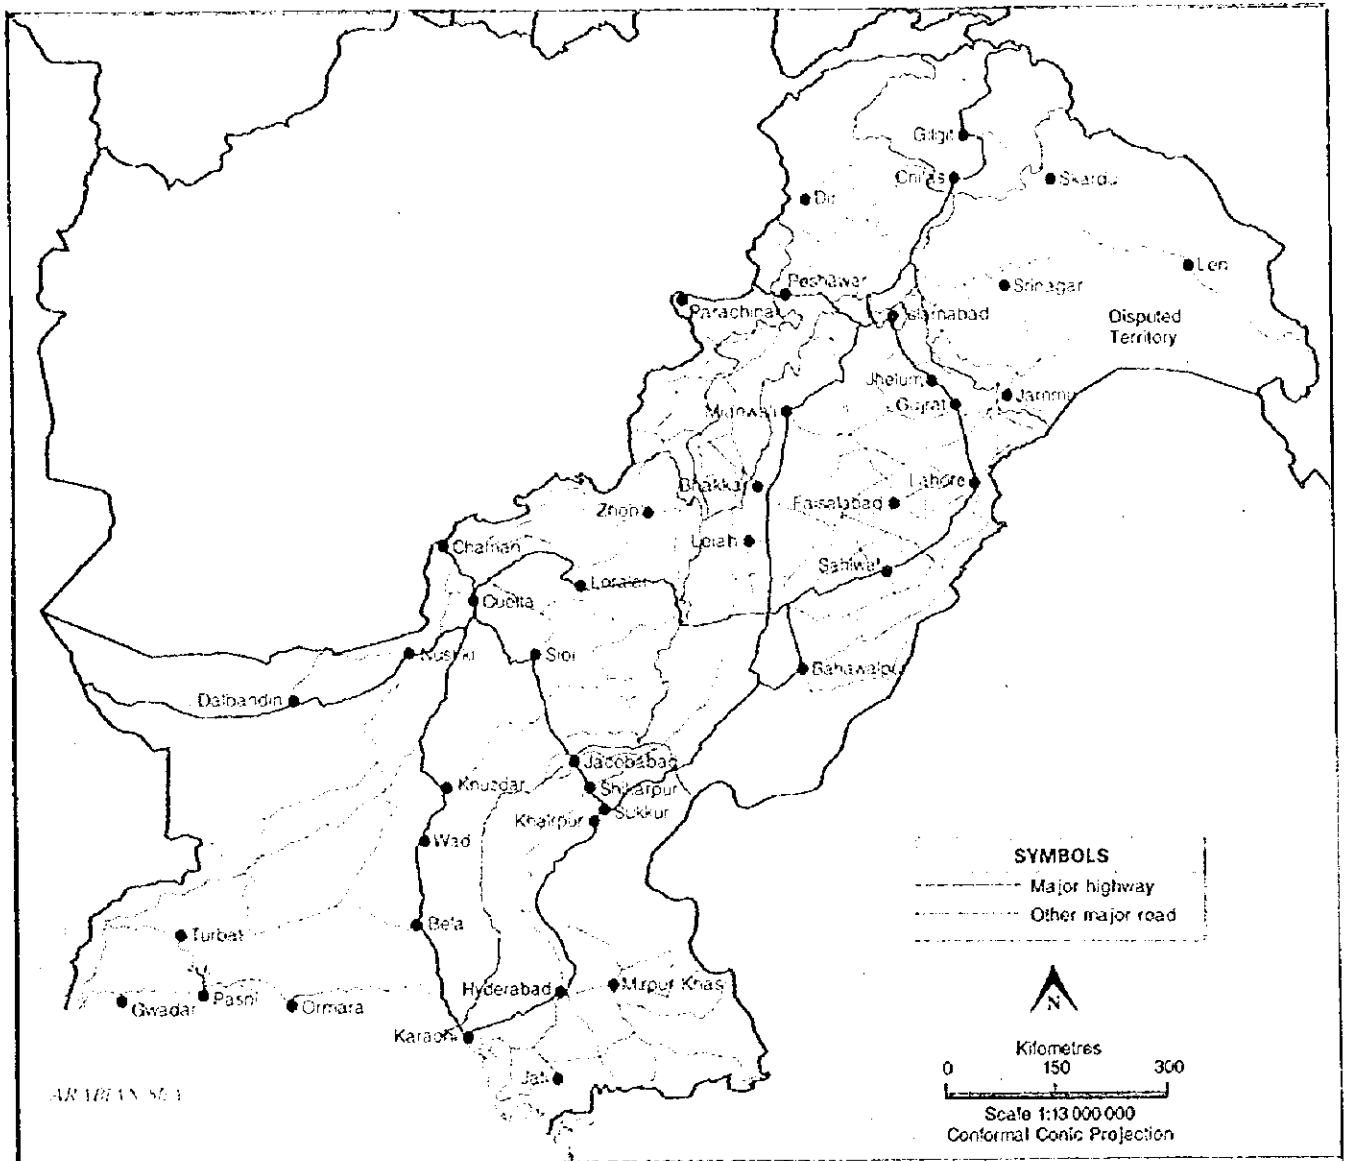 Gilgit
Chilas
Skardu
Dir
Leh
Peshawar
Srinagar
Parachinar
Islamabad
Disputed
Territory
Jhelum
Jammu
Gujrat
Mianwali
Bhakkar
Lahore
Zhob
Faisalabad
Chaman
Leiah
Sahiwal
Loralai
Quetta
Nushki
Sibi
Bahawalpur
Dalbandin
Jacobabad
Khuzdar
Shikarpur
Sukkur
Khairpur
Wad
SYMBOLS
Major highway
Other major road
Bela
Turbat
Hyderabad
Mirpur Khas
Gwadar
Pasni
Ormara
N
Karachi
Kilometres
0 150 300
Jati
ARABIAN SEA
Scale 1:13 000 000
Conformal Conic Projection